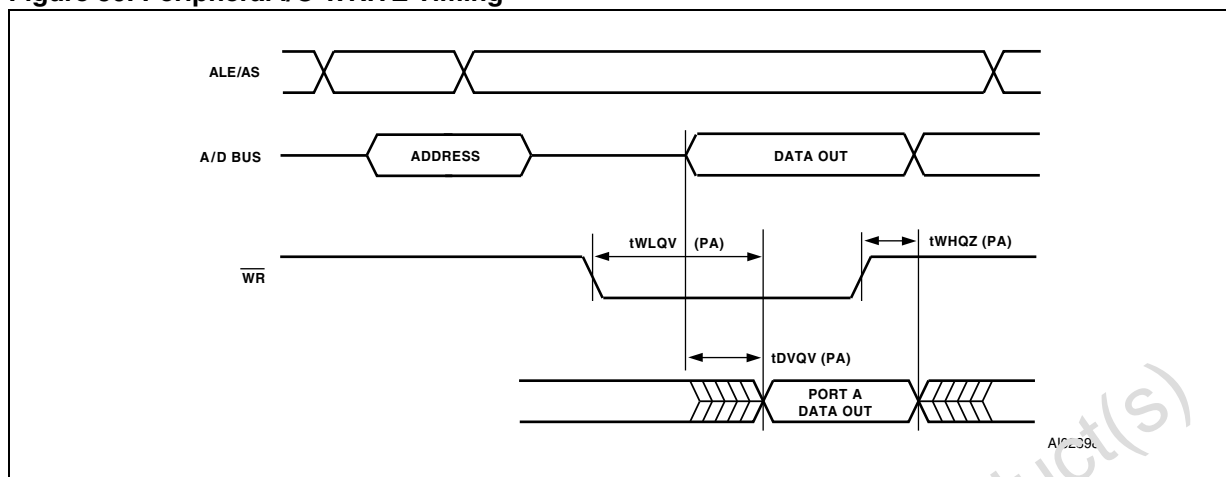 ALE/AS
A/D BUS
ADDRESS
DATA OUT
tWLQV (PA)
tWHQZ (PA)
WR
tDVQV (PA)
PORT A
DATA OUT